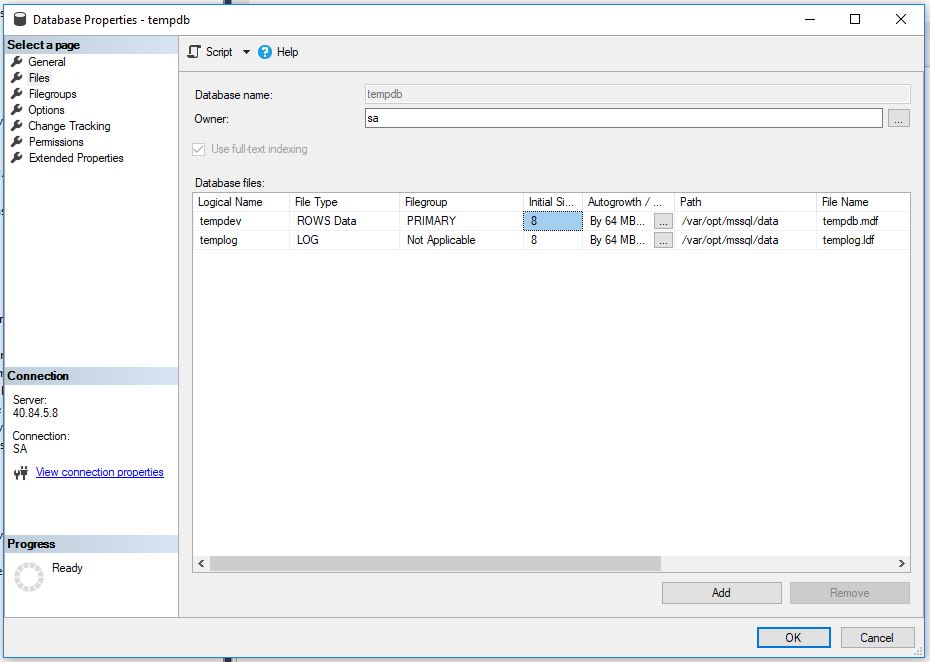 Database Properties - tempdb
Select a page
General
Files
Filegroups
Options
Change Tracking
Permissions
Extended Properties
Connection
Server:
40.84.5.8
Connection:
SA
View connection properties
Progress
Ready
Script Help
Database name: tempdb
Owner: sa ...
Use full-text indexing
Database files:
Logical Name File Type Filegroup Initial Si... Autogrowth / ... Path File Name
tempdev ROWS Data PRIMARY 8 By 64 MB... ... /var/opt/mssql/data tempdb.mdf
templog LOG Not Applicable 8 By 64 MB... ... /var/opt/mssql/data templog.ldf
Add Remove
OK Cancel